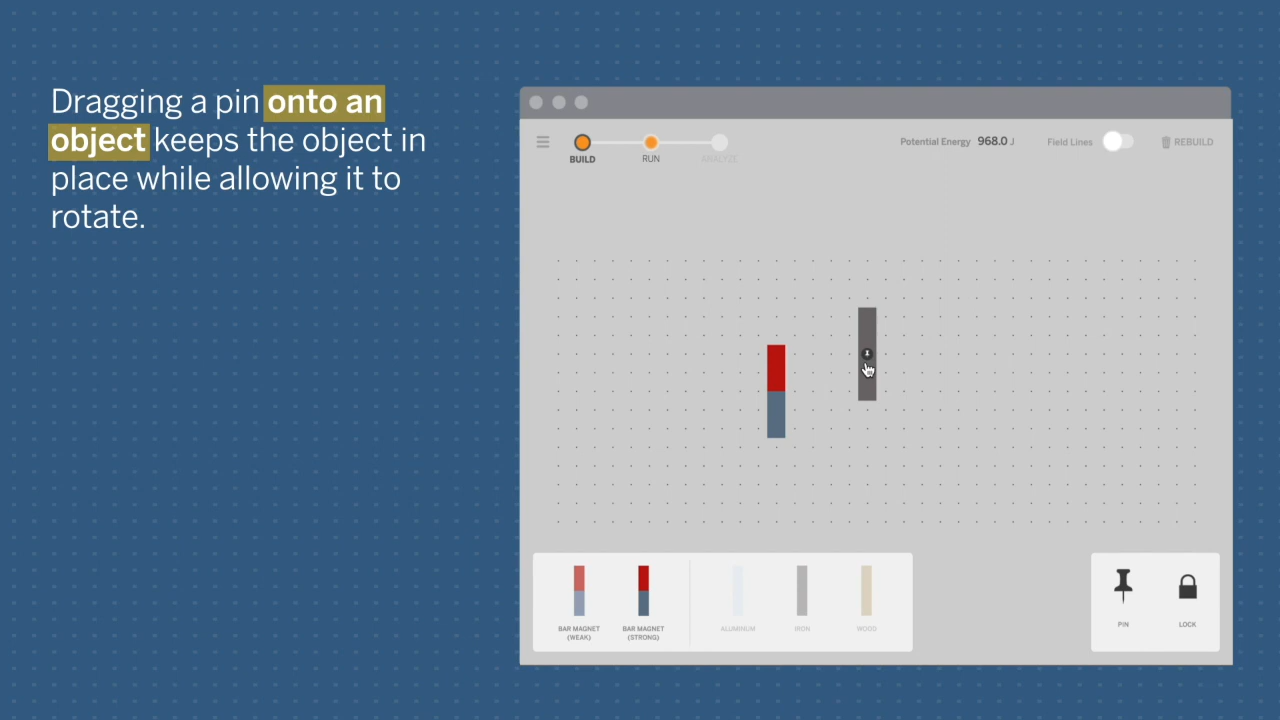 Dragging a pin onto an
object keeps the object in
place while allowing it to
rotate.
BUILD
RUN
ANALYZE
Potential Energy 968.0 J
Field Lines
REBUILD
BAR MAGNET
(WEAK)
BAR MAGNET
(STRONG)
ALUMINUM
IRON
WOOD
PIN
LOCK